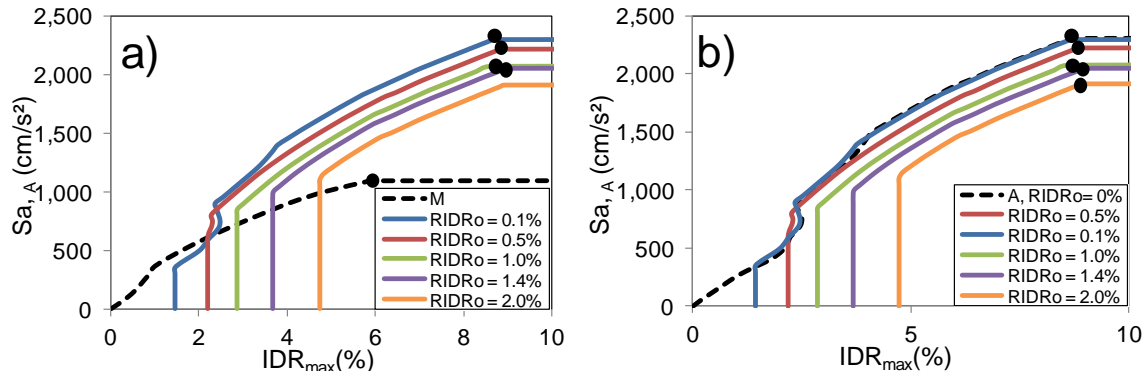 a)
2,500
2,000
1,500
1,000
500
0
Sa, A (cm/s²)
0
2
4
6
8
10
IDRmax(%)
M
RIDRo = 0.1%
RIDRo = 0.5%
RIDRo = 1.0%
RIDRo = 1.4%
RIDRo = 2.0%
b)
2,500
2,000
1,500
1,000
500
0
Sa, A (cm/s²)
0
5
10
IDRmax(%)
A, RIDRo= 0%
RIDRo = 0.5%
RIDRo = 0.1%
RIDRo = 1.0%
RIDRo = 1.4%
RIDRo = 2.0%